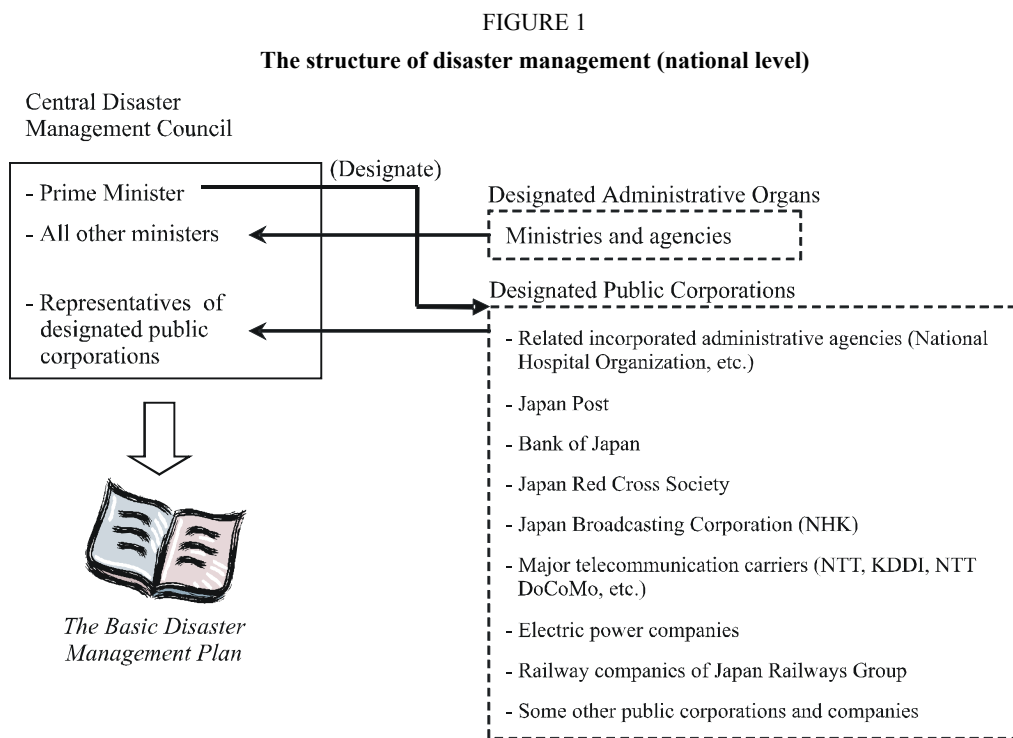 FIGURE 1
The structure of disaster management (national level)
Central Disaster
Management Council
- Prime Minister
- All other ministers
- Representatives of
designated public
corporations
(Designate)
Designated Administrative Organs
Ministries and agencies
Designated Public Corporations
- Related incorporated administrative agencies (National
Hospital Organization, etc.)
- Japan Post
- Bank of Japan
- Japan Red Cross Society
- Japan Broadcasting Corporation (NHK)
- Major telecommunication carriers (NTT, KDDI, NTT
DoCoMo, etc.)
- Electric power companies
- Railway companies of Japan Railways Group
- Some other public corporations and companies
The Basic Disaster
Management Plan